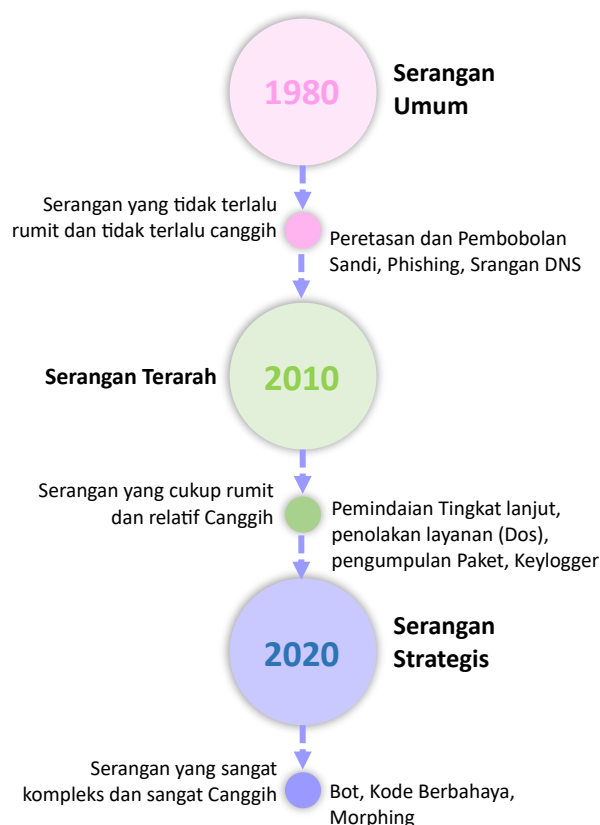 1980
Serangan
Umum
Serangan yang tidak terlalu
rumit dan tidak terlalu canggih
Peretasan dan Pembobolan
Sandi, Phishing, Srangan DNS
Serangan Terarah
2010
Serangan yang cukup rumit
dan relatif Canggih
Pemindaian Tingkat lanjut,
penolakan layanan (Dos),
pengumpulan Paket, Keylogger
2020
Serangan
Strategis
Serangan yang sangat
kompleks dan sangat Canggih
Bot, Kode Berbahaya,
Morphing